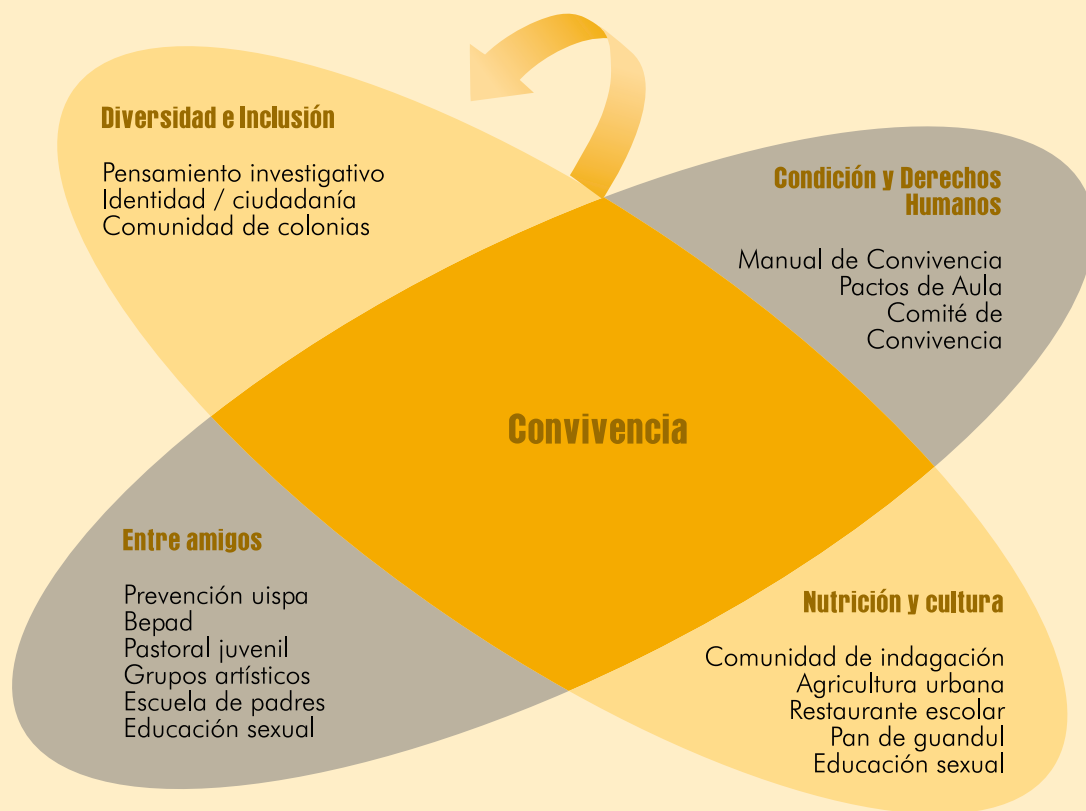 Diversidad e Inclusión
Pensamiento investigativo
Identidad / ciudadanía
Comunidad de colonias
Condición y Derechos
Humanos
Manual de Convivencia
Pactos de Aula
Comité de
Convivencia
Convivencia
Entre amigos
Prevención uispa
Bepad
Pastoral juvenil
Grupos artísticos
Escuela de padres
Educación sexual
Nutrición y cultura
Comunidad de indagación
Agricultura urbana
Restaurante escolar
Pan de guandul
Educación sexual